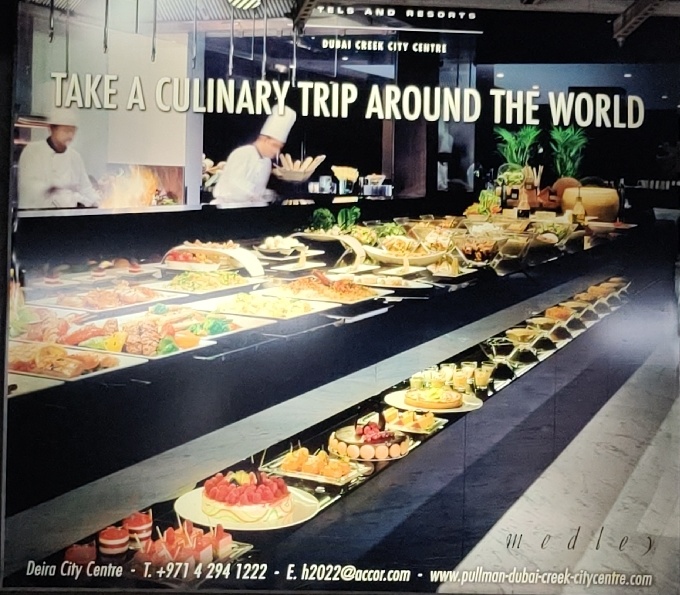 TELS AND RESORTS
DUBAI CREEK CITY CENTRE
TAKE A CULINARY TRIP AROUND THE WORLD
medley
Deira City Centre - T. +971 4 294 1222 - E. h2022@accor.com - www.pullman-dubai-creek-citycentre.com